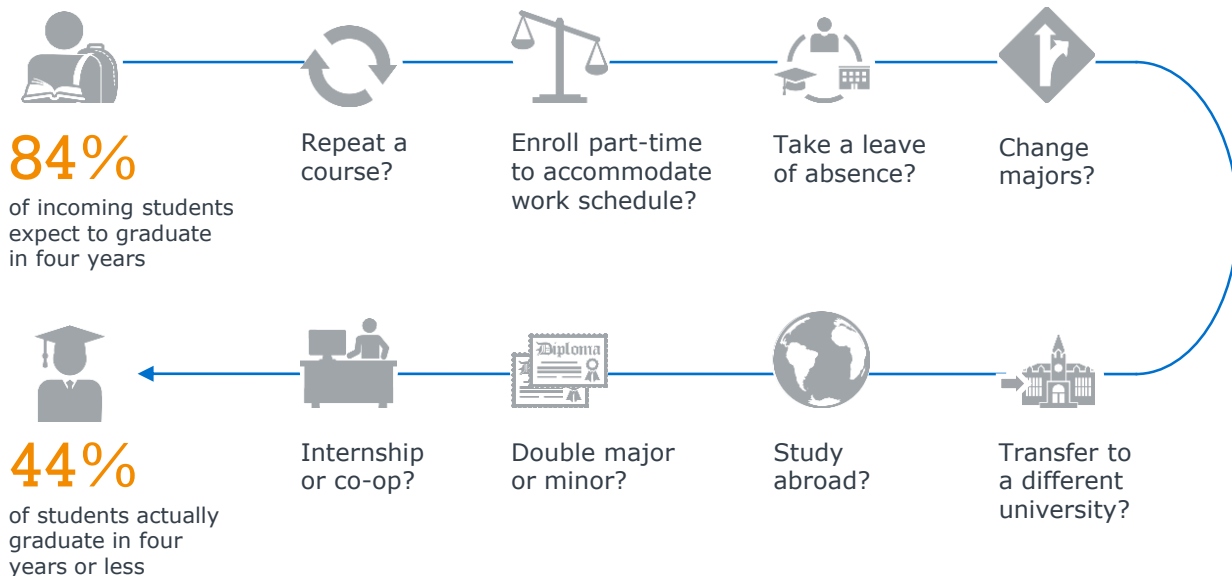 84%
of incoming students
expect to graduate
in four years
Repeat a
course?
Enroll part-time
to accommodate
work schedule?
Take a leave
of absence?
Change
majors?
Diploma
44%
of students actually
graduate in four
years or less
Internship
or co-op?
Double major
or minor?
Study
abroad?
Transfer to
a different
university?